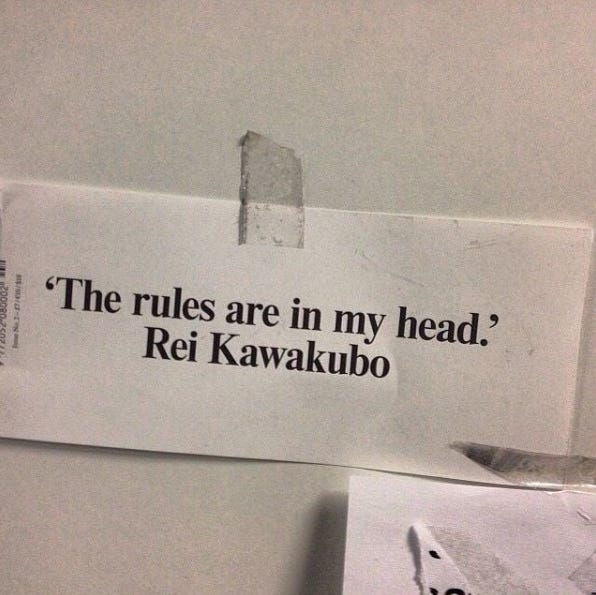 ‘The rules are in my head.’
Rei Kawakubo